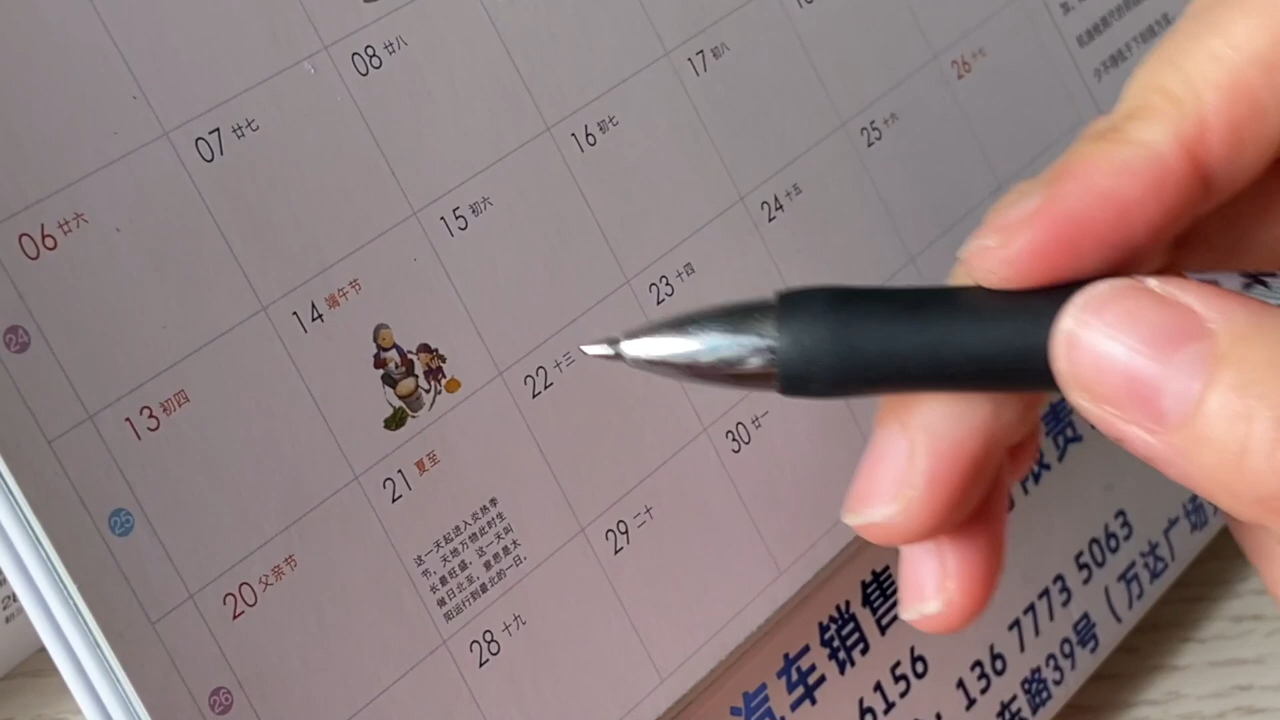 06 廿六
07 廿七
08 廿八
24
13 初四
14 端午节
15 初六
16 初七
17 初八
25
20 父亲节
21 夏至
这一天起进入炎热季
节，天地万物此时生
长最旺盛。这一天叫
做日北至，意思是太
阳运行到最北的一日。
22 十三
23 十四
24 十五
25 十六
26 十七
26
28 十九
29 二十
30 廿一
限责
汽车销售
6156
136 7773 5063
东路39号（万达广场